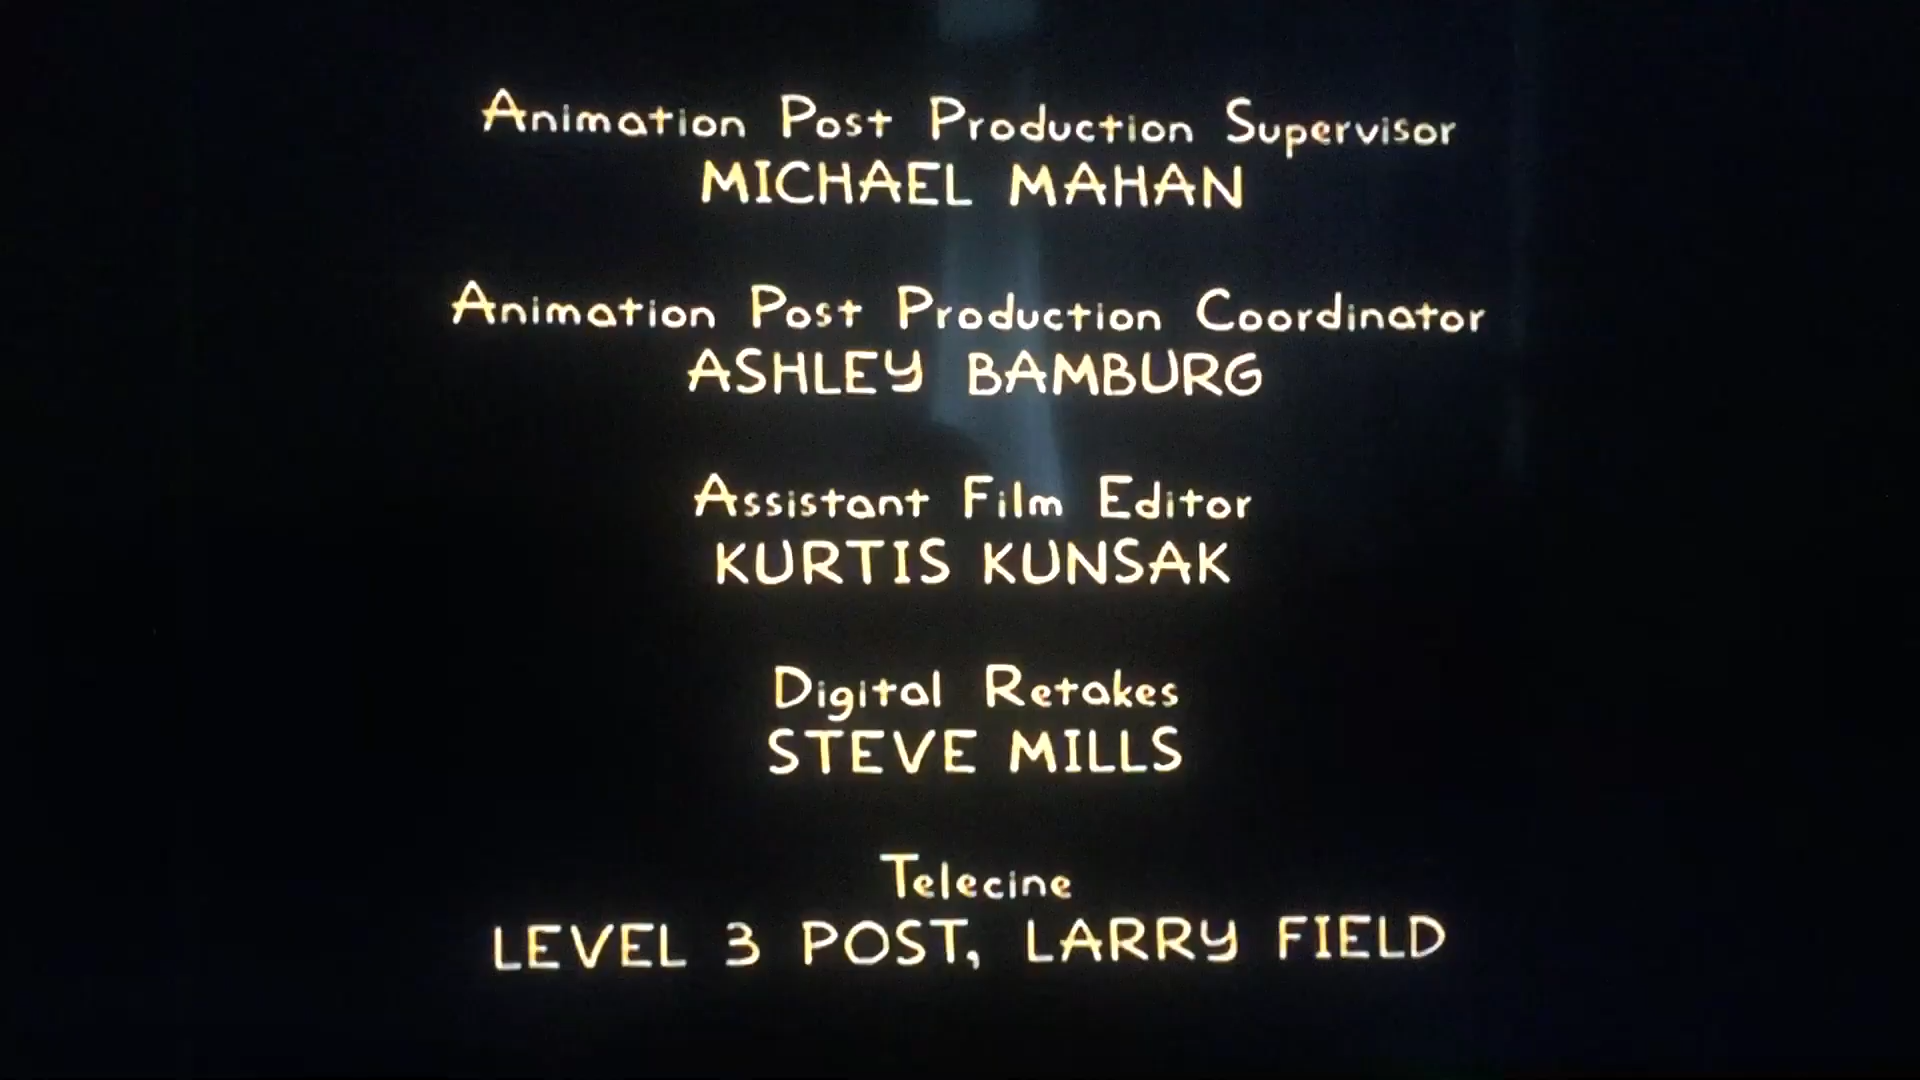 Animation Post Production Supervisor
MICHAEL MAHAN
Animation Post Production Coordinator
ASHLEY BAMBURG
Assistant Film Editor
KURTIS KUNSAK
Digital Retakes
STEVE MILLS
Telecine
LEVEL 3 POST, LARRY FIELD